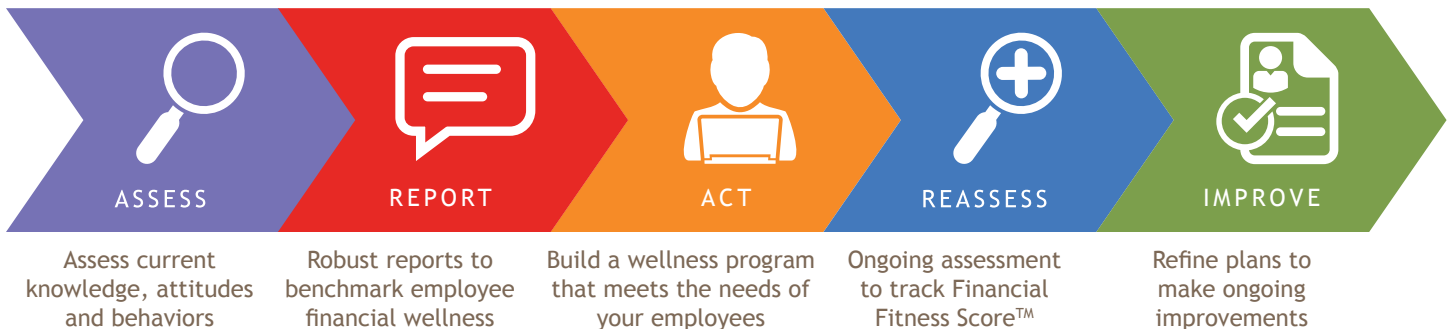 ASSESS
REPORT
ACT
REASSESS
IMPROVE
Assess current
knowledge, attitudes
and behaviors
Robust reports to
benchmark employee
financial wellness
Build a wellness program
that meets the needs of
your employees
Ongoing assessment
to track Financial
Fitness Score™
Refine plans to
make ongoing
improvements